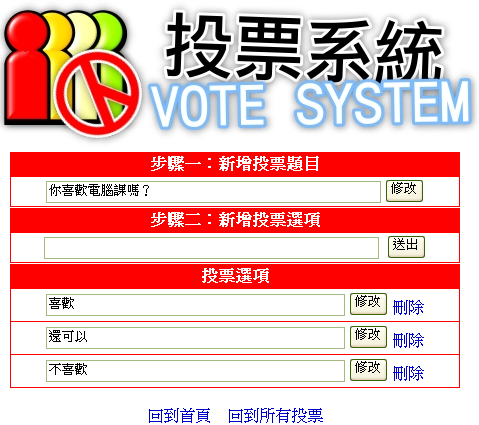 投票系統
VOTE SYSTEM
步驟一：新增投票題目
你喜歡電腦課嗎？ 修改
步驟二：新增投票選項
送出
投票選項
喜歡 修改 刪除
還可以 修改 刪除
不喜歡 修改 刪除
回到首頁 回到所有投票